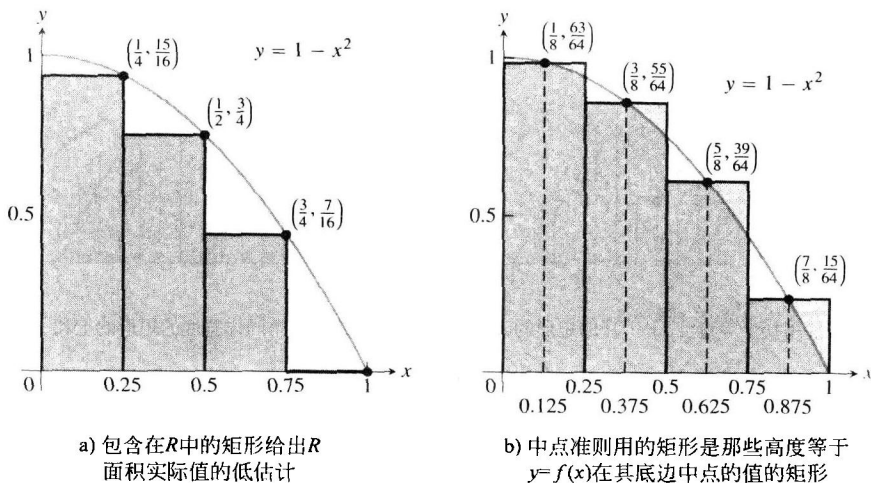 y
1
(1/4, 15/16)
y = 1 − x²
(1/2, 3/4)
0.5
(3/4, 7/16)
0 0.25 0.5 0.75 1 x
a) 包含在R中的矩形给出R
面积实际值的低估计
y
1
(1/8, 63/64)
(3/8, 55/64)
y = 1 − x²
(5/8, 39/64)
0.5
(7/8, 15/64)
0 0.25 0.5 0.75 1 x
0.125 0.375 0.625 0.875
b) 中点准则用的矩形是那些高度等于
y=f(x)在其底边中点的值的矩形